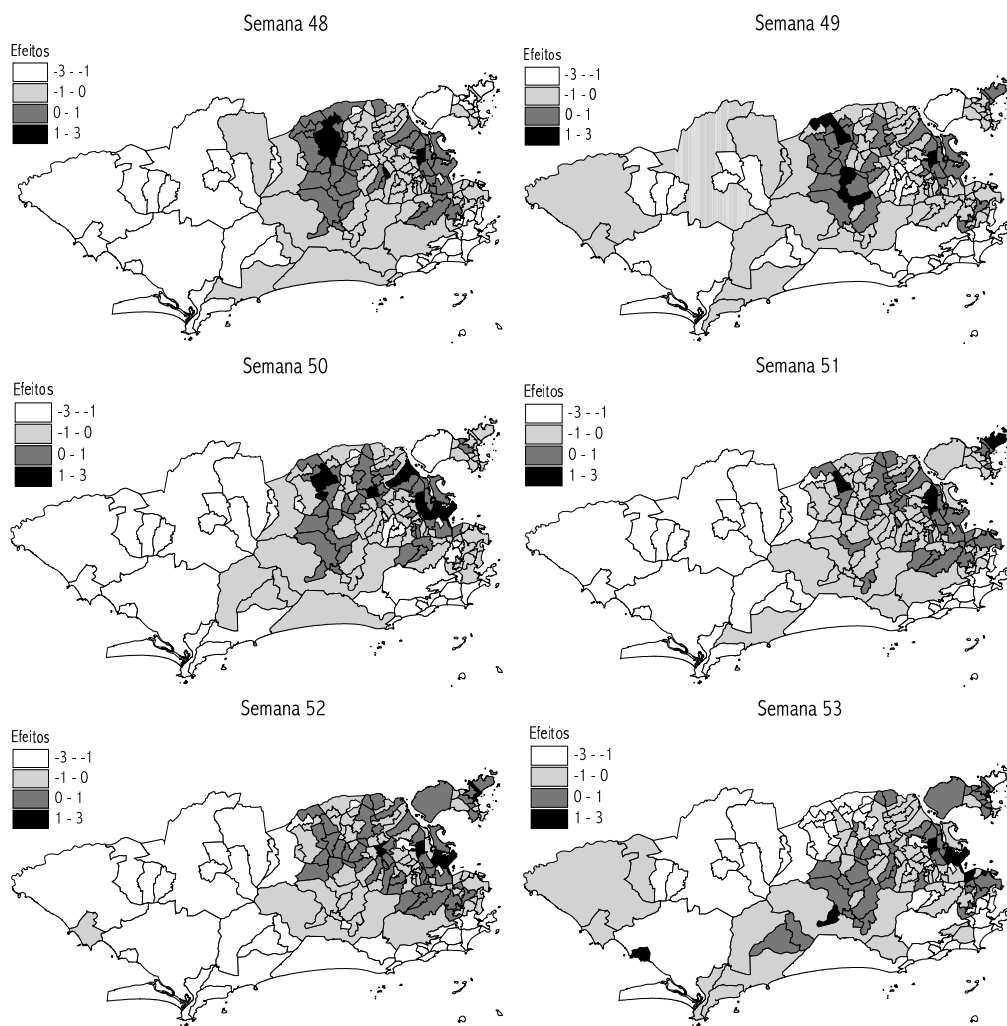 Semana 48
Efeitos
-3 - -1
-1 - 0
0 - 1
1 - 3
Semana 49
Efeitos
-3 - -1
-1 - 0
0 - 1
1 - 3
Semana 50
Efeitos
-3 - -1
-1 - 0
0 - 1
1 - 3
Semana 51
Efeitos
-3 - -1
-1 - 0
0 - 1
1 - 3
Semana 52
Efeitos
-3 - -1
-1 - 0
0 - 1
1 - 3
Semana 53
Efeitos
-3 - -1
-1 - 0
0 - 1
1 - 3